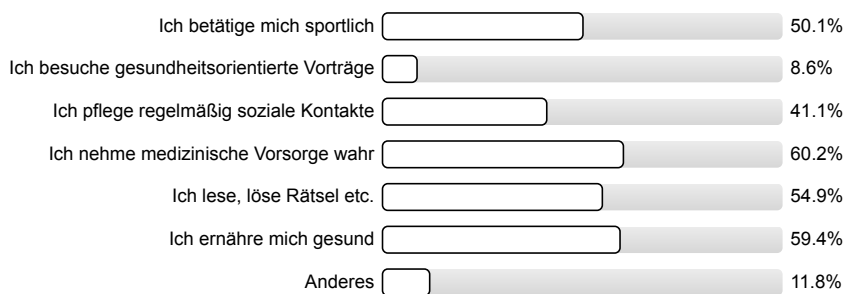 Ich betätige mich sportlich 50.1%
Ich besuche gesundheitsorientierte Vorträge 8.6%
Ich pflege regelmäßig soziale Kontakte 41.1%
Ich nehme medizinische Vorsorge wahr 60.2%
Ich lese, löse Rätsel etc. 54.9%
Ich ernähre mich gesund 59.4%
Anderes 11.8%